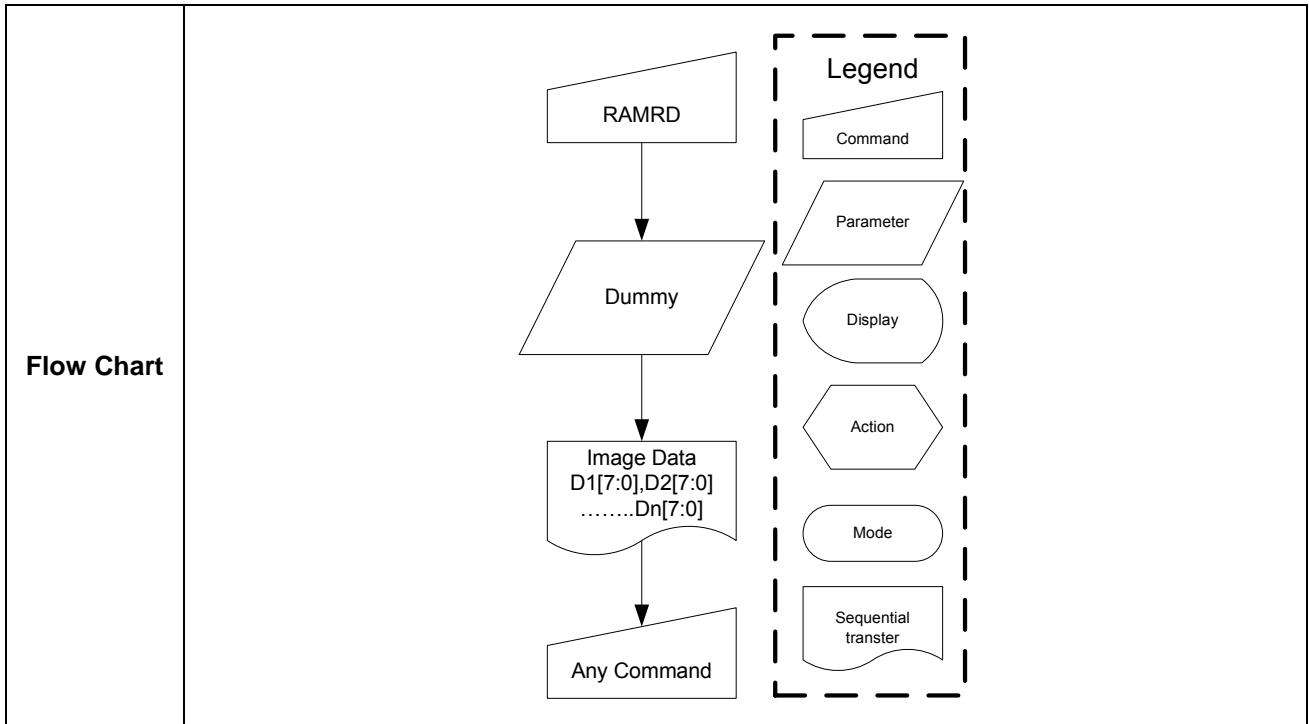 Flow Chart
RAMRD
Dummy
Image Data
D1[7:0],D2[7:0]
……..Dn[7:0]
Any Command
Legend
Command
Parameter
Display
Action
Mode
Sequential
transter